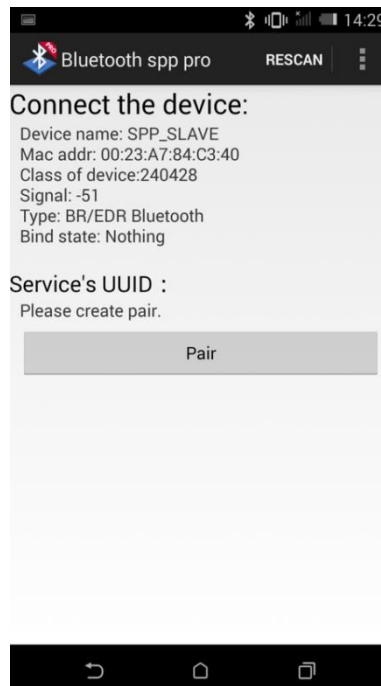 14:29
Bluetooth spp pro RESCAN
Connect the device:
Device name: SPP_SLAVE
Mac addr: 00:23:A7:84:C3:40
Class of device:240428
Signal: -51
Type: BR/EDR Bluetooth
Bind state: Nothing
Service's UUID :
Please create pair.
Pair